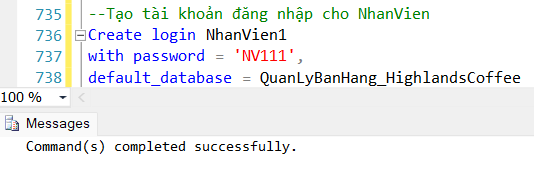 735 --Tạo tài khoản đăng nhập cho NhanVien
736 Create login NhanVien1
737 with password = 'NV111',
738 default_database = QuanLyBanHang_HighlandsCoffee
100 %
Messages
Command(s) completed successfully.